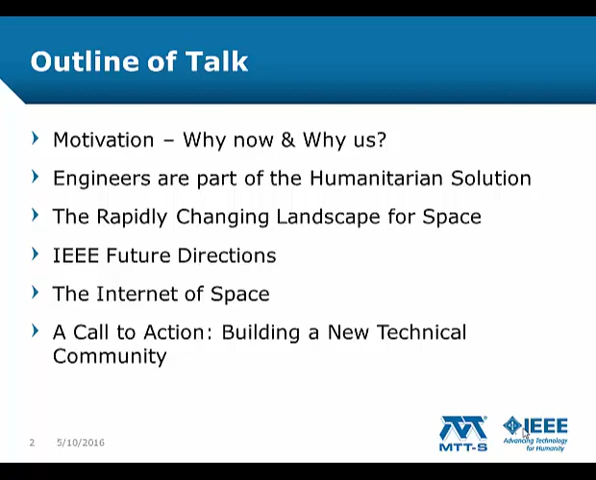 Outline of Talk
Motivation – Why now & Why us?
Engineers are part of the Humanitarian Solution
The Rapidly Changing Landscape for Space
IEEE Future Directions
The Internet of Space
A Call to Action: Building a New Technical
Community
2 5/10/2016
MTT-S
IEEE
Advancing Technology
for Humanity